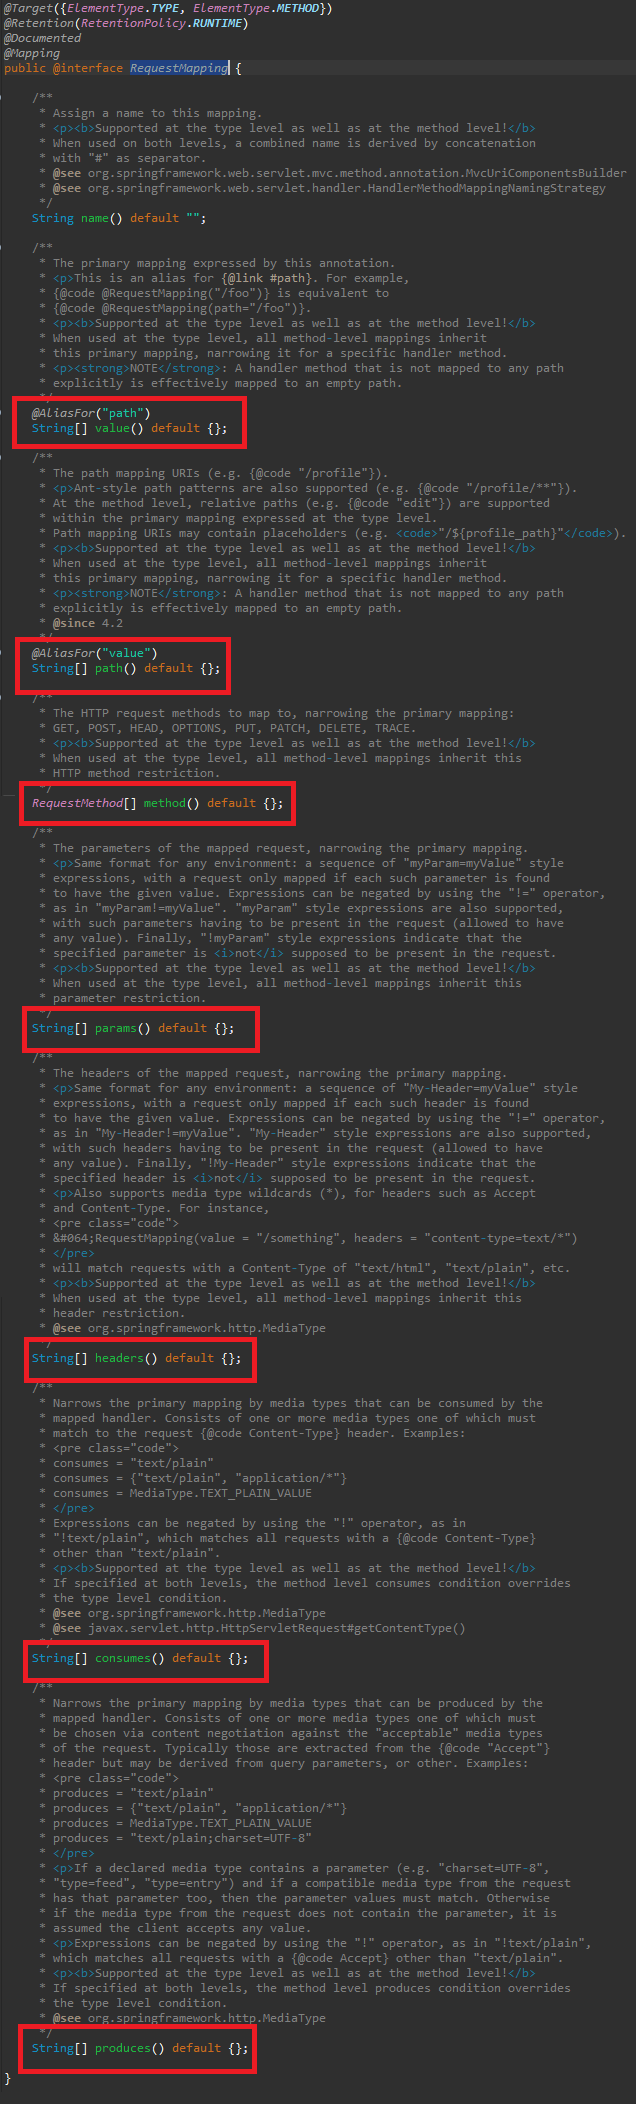 @Target({ElementType.TYPE, ElementType.METHOD})
@Retention(RetentionPolicy.RUNTIME)
@Documented
@Mapping
public @interface RequestMapping {
/**
* Assign a name to this mapping.
* <p><b>Supported at the type level as well as at the method level!</b>
* When used on both levels, a combined name is derived by concatenation
* with "#" as separator.
* @see org.springframework.web.servlet.mvc.method.annotation.MvcUriComponentsBuilder
* @see org.springframework.web.servlet.handler.HandlerMethodMappingNamingStrategy
*/
String name() default "";
/**
* The primary mapping expressed by this annotation.
* <p>This is an alias for {@link #path}. For example,
* {@code @RequestMapping("/foo")} is equivalent to
* {@code @RequestMapping(path="/foo")}.
* <p><b>Supported at the type level as well as at the method level!</b>
* When used at the type level, all method-level mappings inherit
* this primary mapping, narrowing it for a specific handler method.
* <p><strong>NOTE</strong>: A handler method that is not mapped to any path
* explicitly is effectively mapped to an empty path.
*/
@AliasFor("path")
String[] value() default {};
/**
* The path mapping URIs (e.g. {@code "/profile"}).
* <p>Ant-style path patterns are also supported (e.g. {@code "/profile/**"}).
* At the method level, relative paths (e.g. {@code "edit"}) are supported
* within the primary mapping expressed at the type level.
* Path mapping URIs may contain placeholders (e.g. <code>"/${profile_path}"</code>).
* <p><b>Supported at the type level as well as at the method level!</b>
* When used at the type level, all method-level mappings inherit
* this primary mapping, narrowing it for a specific handler method.
* <p><strong>NOTE</strong>: A handler method that is not mapped to any path
* explicitly is effectively mapped to an empty path.
* @since 4.2
*/
@AliasFor("value")
String[] path() default {};
/**
* The HTTP request methods to map to, narrowing the primary mapping:
* GET, POST, HEAD, OPTIONS, PUT, PATCH, DELETE, TRACE.
* <p><b>Supported at the type level as well as at the method level!</b>
* When used at the type level, all method-level mappings inherit this
* HTTP method restriction.
*/
RequestMethod[] method() default {};
/**
* The parameters of the mapped request, narrowing the primary mapping.
* <p>Same format for any environment: a sequence of "myParam=myValue" style
* expressions, with a request only mapped if each such parameter is found
* to have the given value. Expressions can be negated by using the "!=" operator,
* as in "myParam!=myValue". "myParam" style expressions are also supported,
* with such parameters having to be present in the request (allowed to have
* any value). Finally, "!myParam" style expressions indicate that the
* specified parameter is <i>not</i> supposed to be present in the request.
* <p><b>Supported at the type level as well as at the method level!</b>
* When used at the type level, all method-level mappings inherit this
* parameter restriction.
*/
String[] params() default {};
/**
* The headers of the mapped request, narrowing the primary mapping.
* <p>Same format for any environment: a sequence of "My-Header=myValue" style
* expressions, with a request only mapped if each such header is found
* to have the given value. Expressions can be negated by using the "!=" operator,
* as in "My-Header!=myValue". "My-Header" style expressions are also supported,
* with such headers having to be present in the request (allowed to have
* any value). Finally, "!My-Header" style expressions indicate that the
* specified header is <i>not</i> supposed to be present in the request.
* <p>Also supports media type wildcards (*), for headers such as Accept
* and Content-Type. For instance,
* <pre class="code">
* &#064;RequestMapping(value = "/something", headers = "content-type=text/*")
* </pre>
* will match requests with a Content-Type of "text/html", "text/plain", etc.
* <p><b>Supported at the type level as well as at the method level!</b>
* When used at the type level, all method-level mappings inherit this
* header restriction.
* @see org.springframework.http.MediaType
*/
String[] headers() default {};
/**
* Narrows the primary mapping by media types that can be consumed by the
* mapped handler. Consists of one or more media types one of which must
* match to the request {@code Content-Type} header. Examples:
* <pre class="code">
* consumes = "text/plain"
* consumes = {"text/plain", "application/*"}
* consumes = MediaType.TEXT_PLAIN_VALUE
* </pre>
* Expressions can be negated by using the "!" operator, as in
* "!text/plain", which matches all requests with a {@code Content-Type}
* other than "text/plain".
* <p><b>Supported at the type level as well as at the method level!</b>
* If specified at both levels, the method level consumes condition overrides
* the type level condition.
* @see org.springframework.http.MediaType
* @see javax.servlet.http.HttpServletRequest#getContentType()
*/
String[] consumes() default {};
/**
* Narrows the primary mapping by media types that can be produced by the
* mapped handler. Consists of one or more media types one of which must
* be chosen via content negotiation against the "acceptable" media types
* of the request. Typically those are extracted from the {@code "Accept"}
* header but may be derived from query parameters, or other. Examples:
* <pre class="code">
* produces = "text/plain"
* produces = {"text/plain", "application/*"}
* produces = MediaType.TEXT_PLAIN_VALUE
* produces = "text/plain;charset=UTF-8"
* </pre>
* <p>If a declared media type contains a parameter (e.g. "charset=UTF-8",
* "type=feed", "type=entry") and if a compatible media type from the request
* has that parameter too, then the parameter values must match. Otherwise
* if the media type from the request does not contain the parameter, it is
* assumed the client accepts any value.
* <p>Expressions can be negated by using the "!" operator, as in "!text/plain",
* which matches all requests with a {@code Accept} other than "text/plain".
* <p><b>Supported at the type level as well as at the method level!</b>
* If specified at both levels, the method level produces condition overrides
* the type level condition.
* @see org.springframework.http.MediaType
*/
String[] produces() default {};
}